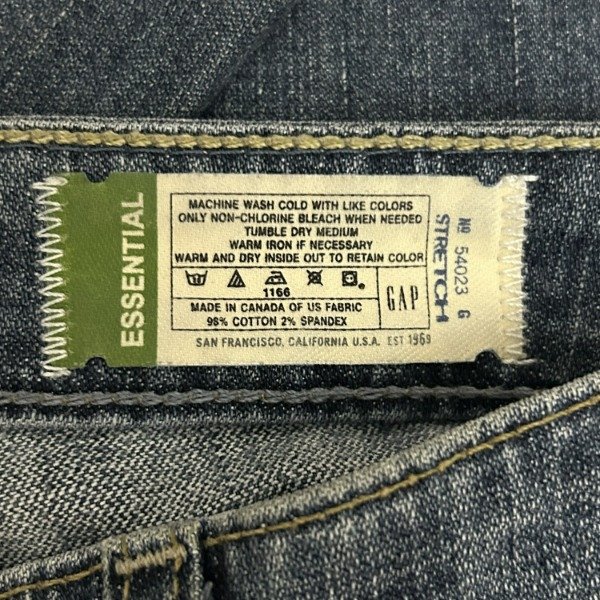 ESSENTIAL
MACHINE WASH COLD WITH LIKE COLORS
ONLY NON-CHLORINE BLEACH WHEN NEEDED
TUMBLE DRY MEDIUM
WARM IRON IF NECESSARY
WARM AND DRY INSIDE OUT TO RETAIN COLOR
1166
MADE IN CANADA OF US FABRIC
98% COTTON 2% SPANDEX
GAP
SAN FRANCISCO, CALIFORNIA U.S.A. EST 1969
STRETCH
Nº 54023 G